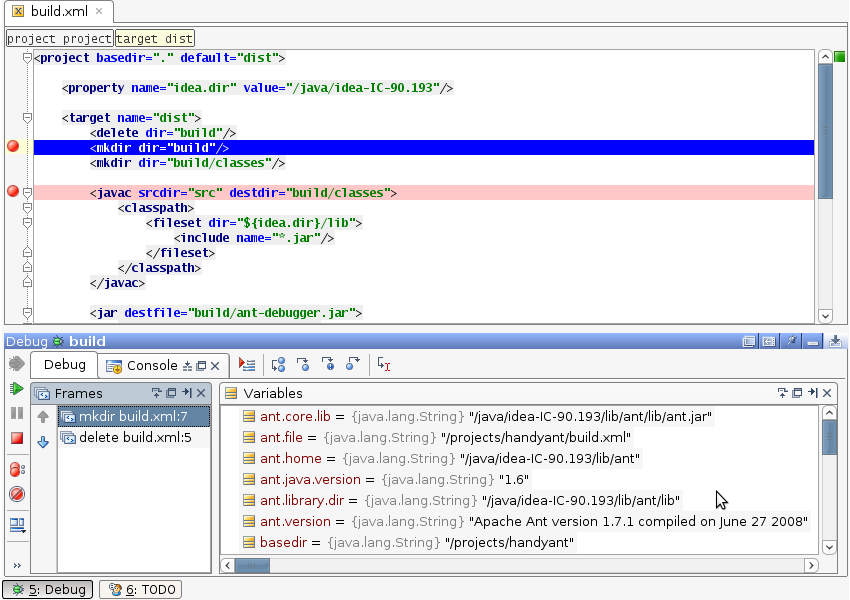 build.xml
project project target dist
<project basedir="." default="dist">
<property name="idea.dir" value="/java/idea-IC-90.193"/>
<target name="dist">
<delete dir="build"/>
<mkdir dir="build"/>
<mkdir dir="build/classes"/>
<javac srcdir="src" destdir="build/classes">
<classpath>
<fileset dir="${idea.dir}/lib">
<include name="*.jar"/>
</fileset>
</classpath>
</javac>
<jar destfile="build/ant-debugger.jar">
Debug build
Debug Console
Frames
mkdir build.xml:7
delete build.xml:5
Variables
ant.core.lib = {java.lang.String} "/java/idea-IC-90.193/lib/ant/lib/ant.jar"
ant.file = {java.lang.String} "/projects/handyant/build.xml"
ant.home = {java.lang.String} "/java/idea-IC-90.193/lib/ant"
ant.java.version = {java.lang.String} "1.6"
ant.library.dir = {java.lang.String} "/java/idea-IC-90.193/lib/ant/lib"
ant.version = {java.lang.String} "Apache Ant version 1.7.1 compiled on June 27 2008"
basedir = {java.lang.String} "/projects/handyant"
5: Debug 6: TODO